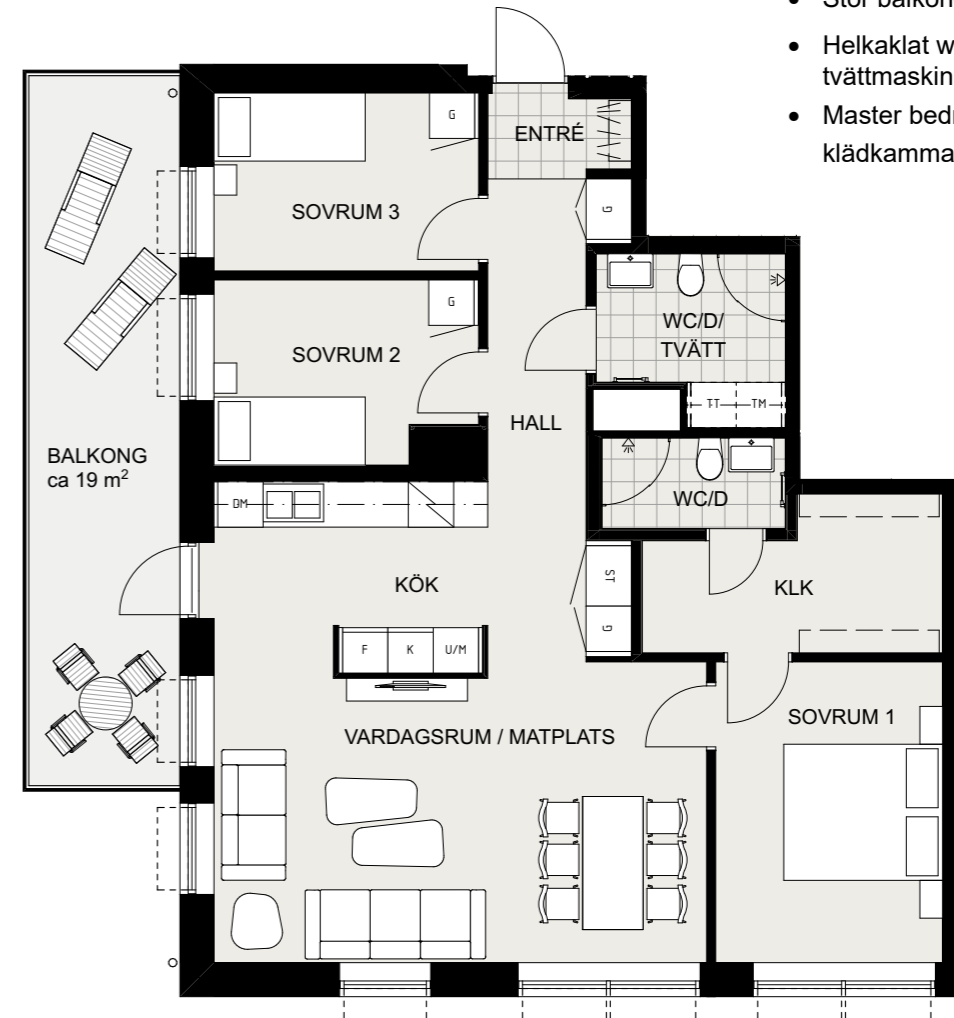 • Stor balkon
• Helkaklat w
tvättmaskin
• Master bedr
klädkamma
ENTRÉ
G
SOVRUM 3
G
G
SOVRUM 2
WC/D/
TVÄTT
TT
TM
HALL
BALKONG
ca 19 m²
DM
WC/D
KÖK
ST
G
KLK
F
K
U/M
SOVRUM 1
VARDAGSRUM / MATPLATS